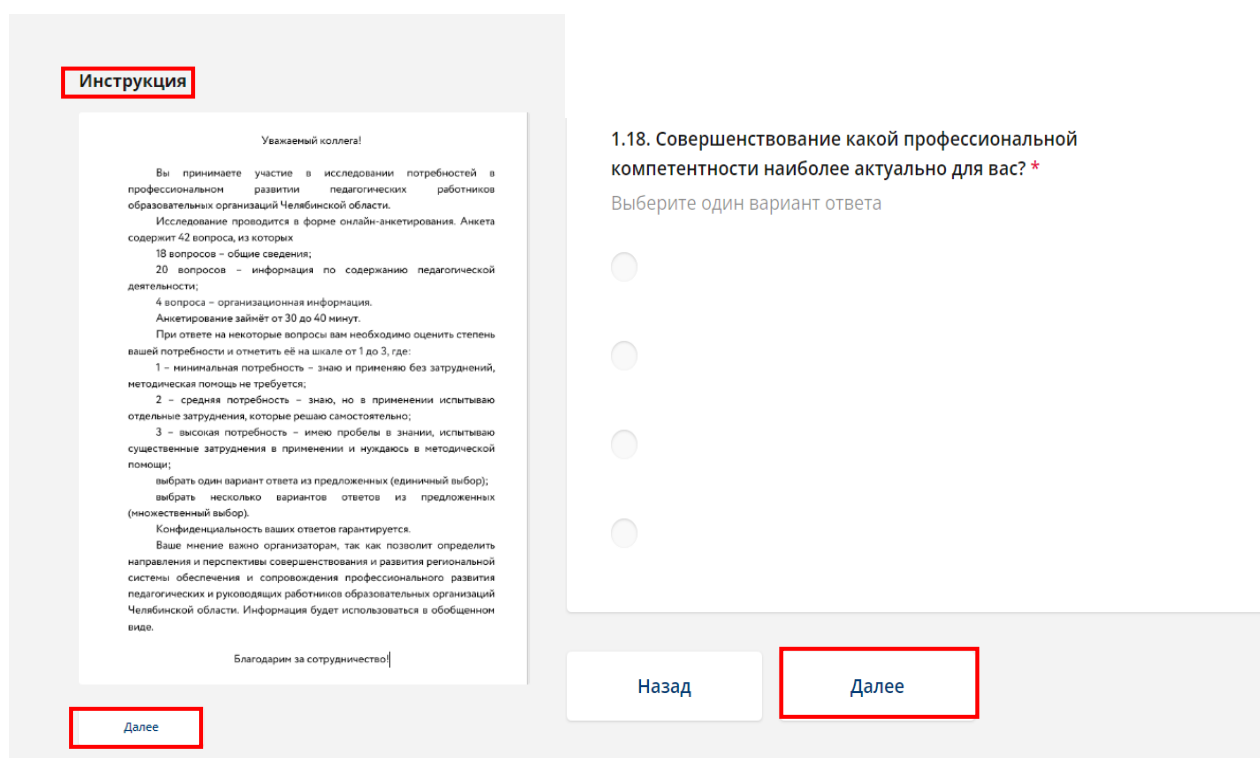 Инструкция
Уважаемый коллега!
Вы принимаете участие в исследовании потребностей в
профессиональном развитии педагогических работников
образовательных организаций Челябинской области.
Исследование проводится в форме онлайн-анкетирования. Анкета
содержит 42 вопроса, из которых
18 вопросов – общие сведения;
20 вопросов – информация по содержанию педагогической
деятельности;
4 вопроса – организационная информация.
Анкетирование займёт от 30 до 40 минут.
При ответе на некоторые вопросы вам необходимо оценить степень
вашей потребности и отметить её на шкале от 1 до 3, где:
1 – минимальная потребность – знаю и применяю без затруднений,
методическая помощь не требуется;
2 – средняя потребность – знаю, но в применении испытываю
отдельные затруднения, которые решаю самостоятельно;
3 – высокая потребность – имею пробелы в знании, испытываю
существенные затруднения в применении и нуждаюсь в методической
помощи;
выбрать один вариант ответа из предложенных (единичный выбор);
выбрать несколько вариантов ответов из предложенных
(множественный выбор).
Конфиденциальность ваших ответов гарантируется.
Ваше мнение важно организаторам, так как позволит определить
направления и перспективы совершенствования и развития региональной
системы обеспечения и сопровождения профессионального развития
педагогических и руководящих работников образовательных организаций
Челябинской области. Информация будет использоваться в обобщенном
виде.
Благодарим за сотрудничество!
Далее
1.18. Совершенствование какой профессиональной
компетентности наиболее актуально для вас? *
Выберите один вариант ответа
Назад
Далее